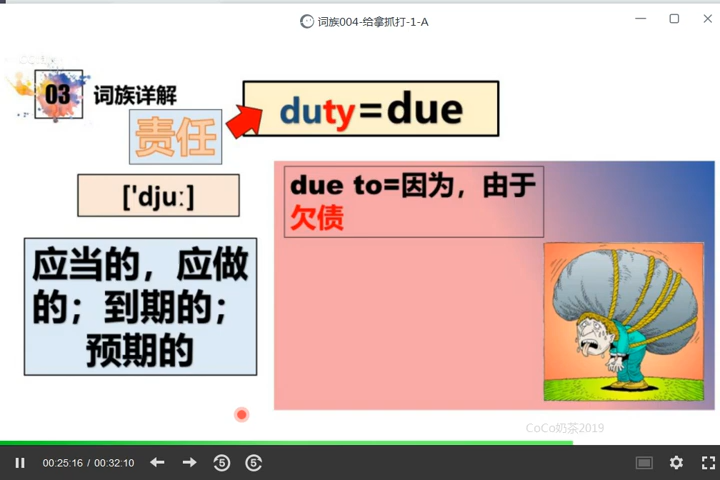 词族004-给拿抓打-1-A
03
词族详解
duty=due
责任
['dju:]
due to=因为，由于
欠债
应当的，应做
的；到期的；
预期的
CoCo奶茶2019
00:25:16 / 00:32:10
5
5